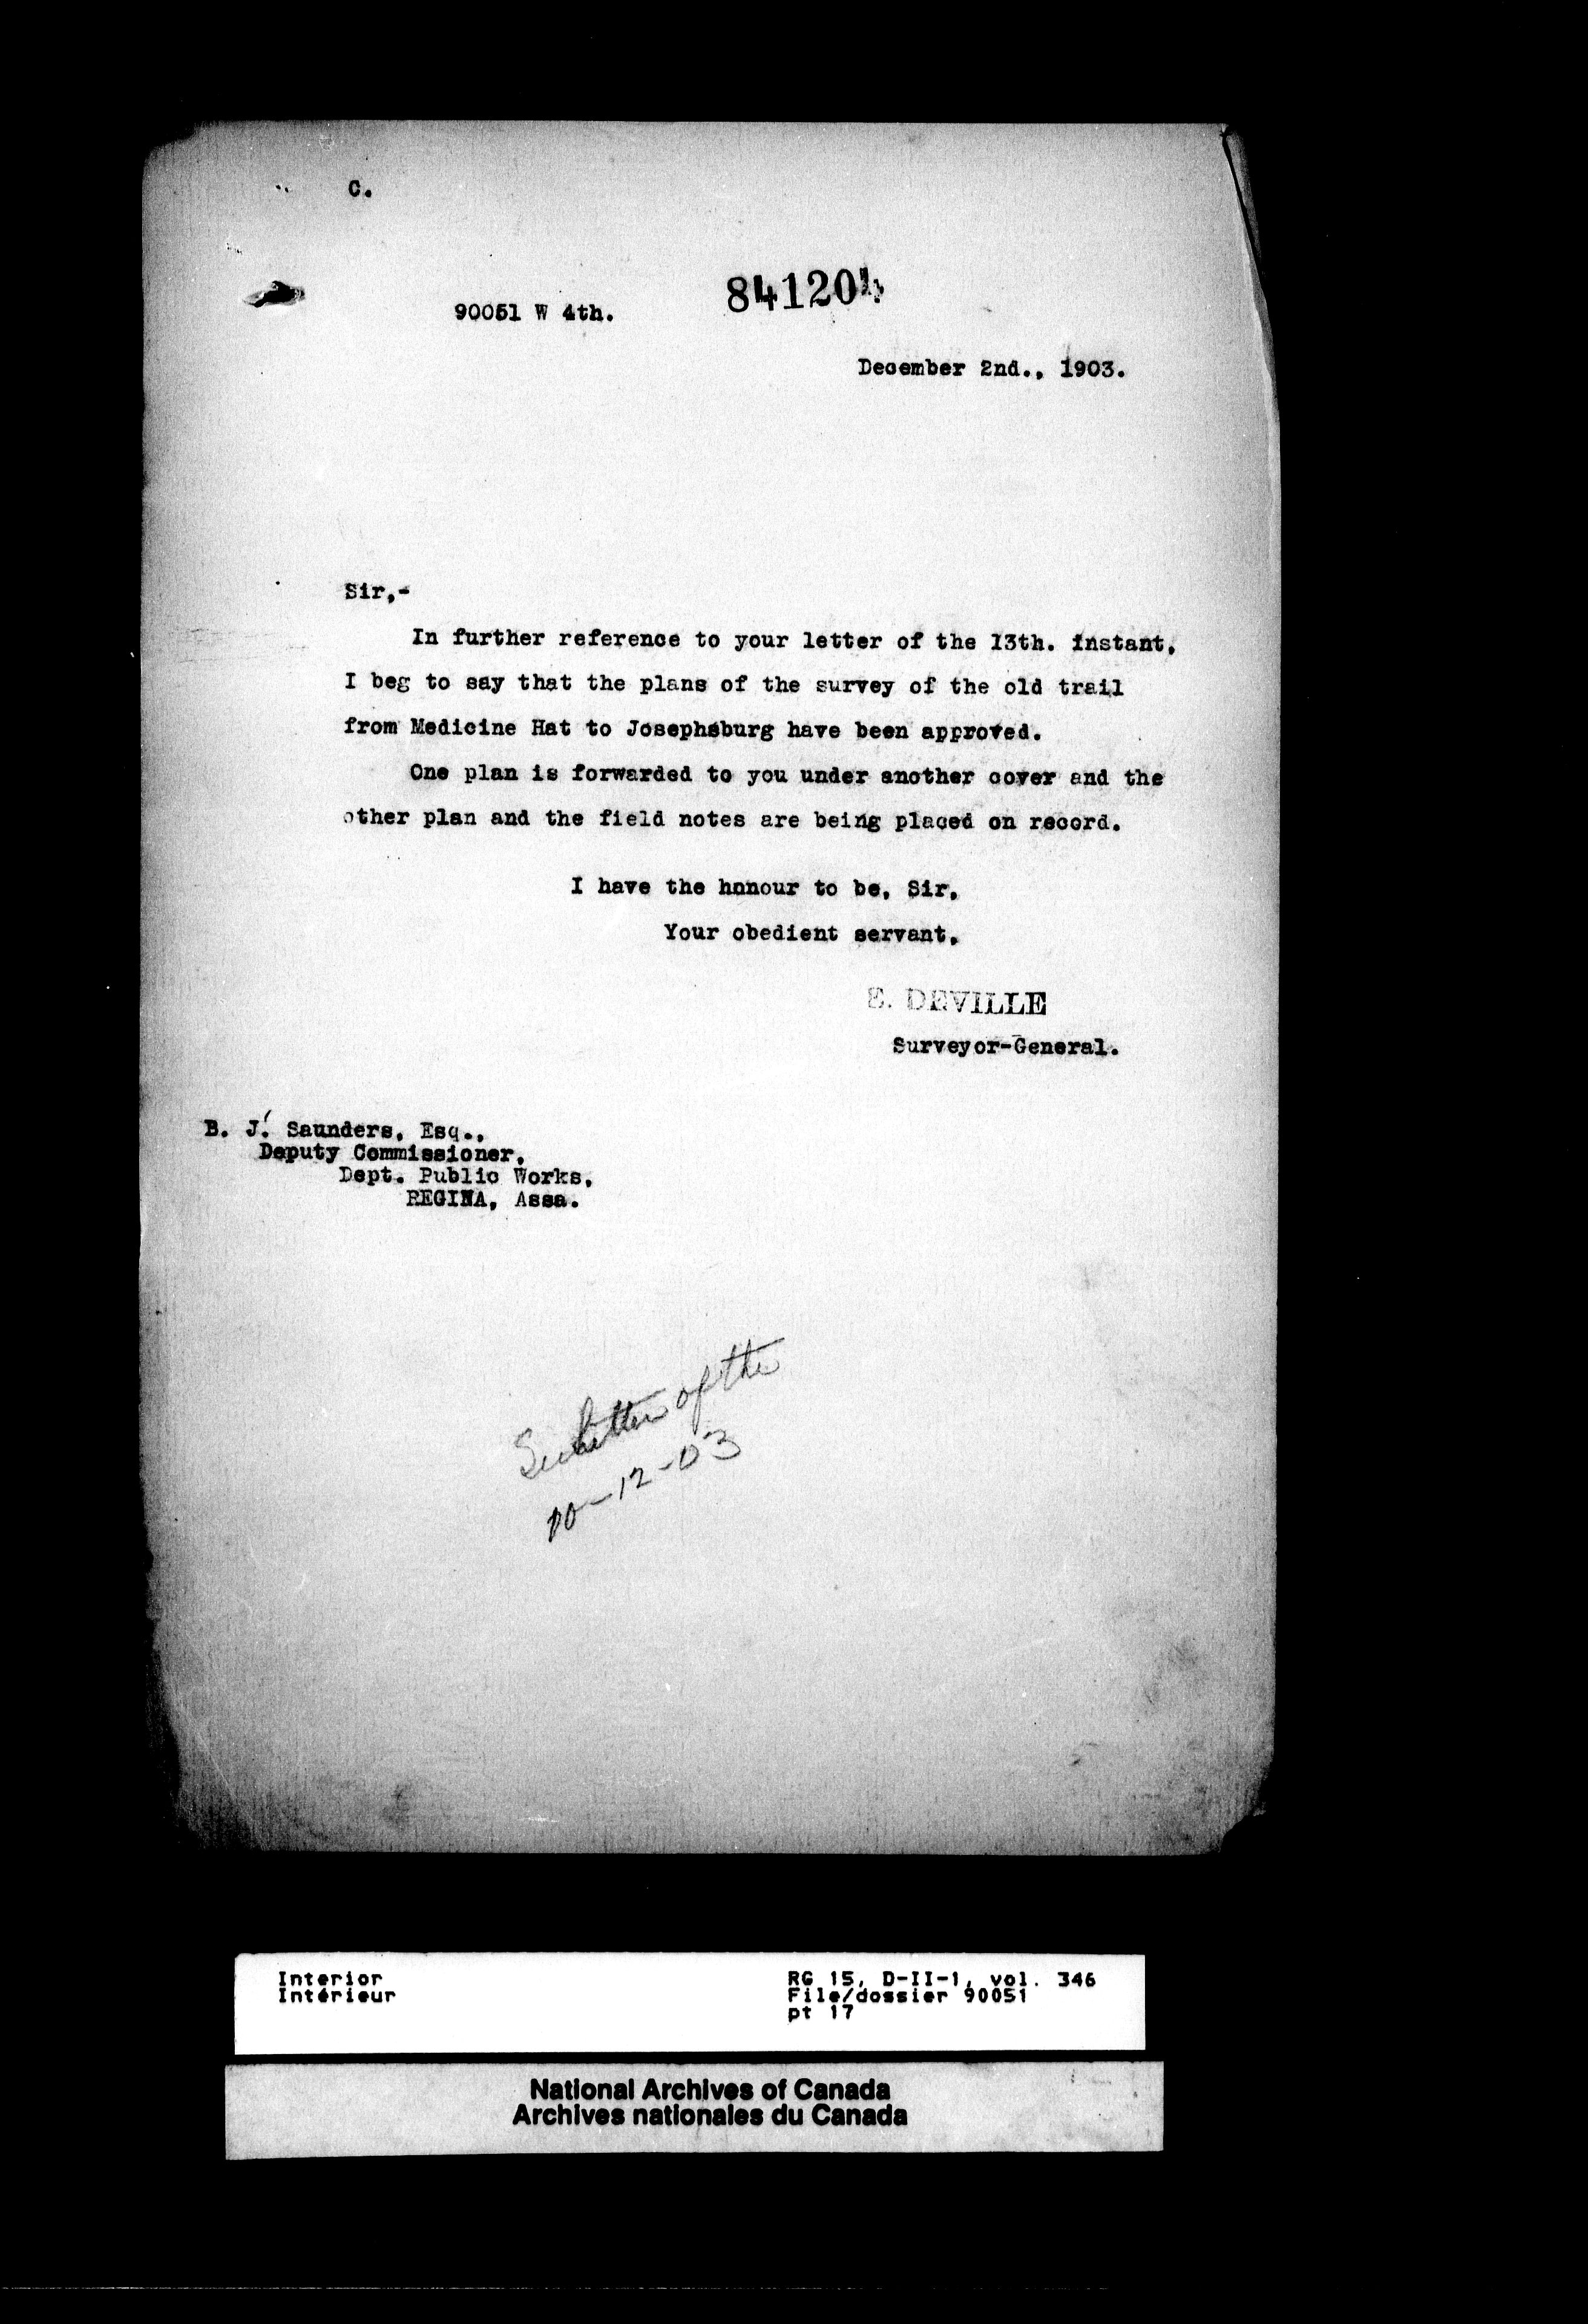 C.
90051 W 4th.
841204
December 2nd., 1903.
Sir,-
In further reference to your letter of the 13th. instant,
I beg to say that the plans of the survey of the old trail
from Medicine Hat to Josephsburg have been approved.
One plan is forwarded to you under another cover and the
other plan and the field notes are being placed on record.
I have the honour to be, Sir,
Your obedient servant,
E. DEVILLE
Surveyor-General.
B. J. Saunders, Esq.,
Deputy Commissioner,
Dept. Public Works,
REGINA, Assa.
See letter of the
10-12-03
Interior
Intérieur
RG 15, D-II-1, vol. 346
File/dossier 90051
pt 17
National Archives of Canada
Archives nationales du Canada